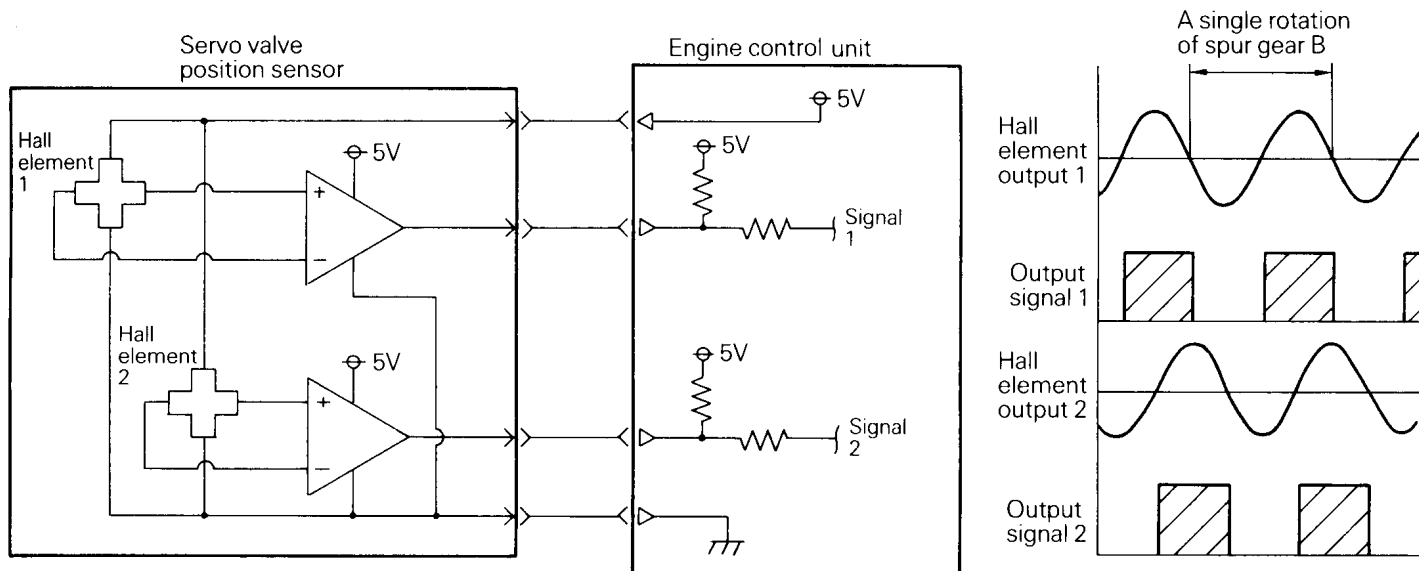 Servo valve
position sensor
Hall
element
1
+
−
5V
Hall
element
2
+
−
5V
Engine control unit
5V
5V
Signal
1
5V
Signal
2
A single rotation
of spur gear B
Hall
element
output 1
Output
signal 1
Hall
element
output 2
Output
signal 2